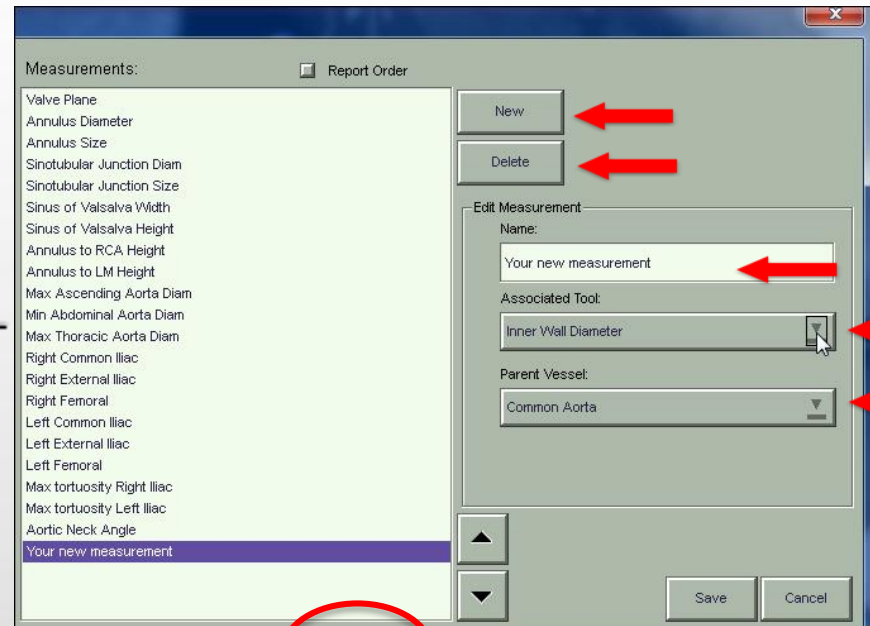 Measurements:
Report Order
Valve Plane
Annulus Diameter
Annulus Size
Sinotubular Junction Diam
Sinotubular Junction Size
Sinus of Valsalva Width
Sinus of Valsalva Height
Annulus to RCA Height
Annulus to LM Height
Max Ascending Aorta Diam
Min Abdominal Aorta Diam
Max Thoracic Aorta Diam
Right Common Iliac
Right External Iliac
Right Femoral
Left Common Iliac
Left External Iliac
Left Femoral
Max tortuosity Right Iliac
Max tortuosity Left Iliac
Aortic Neck Angle
Your new measurement
New
Delete
Edit Measurement
Name:
Your new measurement
Associated Tool:
Inner Wall Diameter
Parent Vessel:
Common Aorta
Save
Cancel